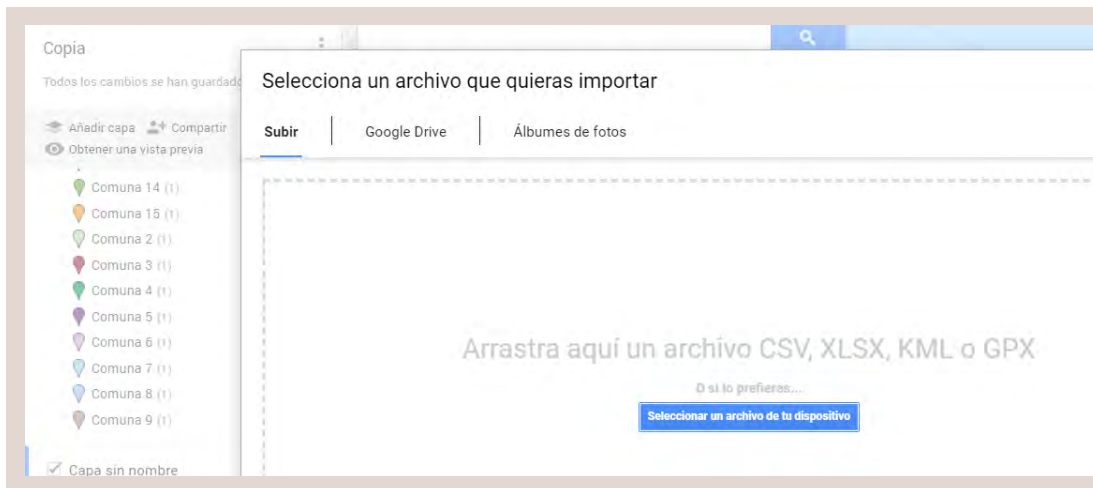 Copia
Todos los cambios se han guardado
Añadir capa Compartir
Obtener una vista previa
Comuna 14 (1)
Comuna 15 (1)
Comuna 2 (1)
Comuna 3 (1)
Comuna 4 (1)
Comuna 5 (1)
Comuna 6 (1)
Comuna 7 (1)
Comuna 8 (1)
Comuna 9 (1)
Capa sin nombre
Selecciona un archivo que quieras importar
Subir Google Drive Álbumes de fotos
Arrastra aquí un archivo CSV, XLSX, KML o GPX
O si lo prefieres...
Seleccionar un archivo de tu dispositivo